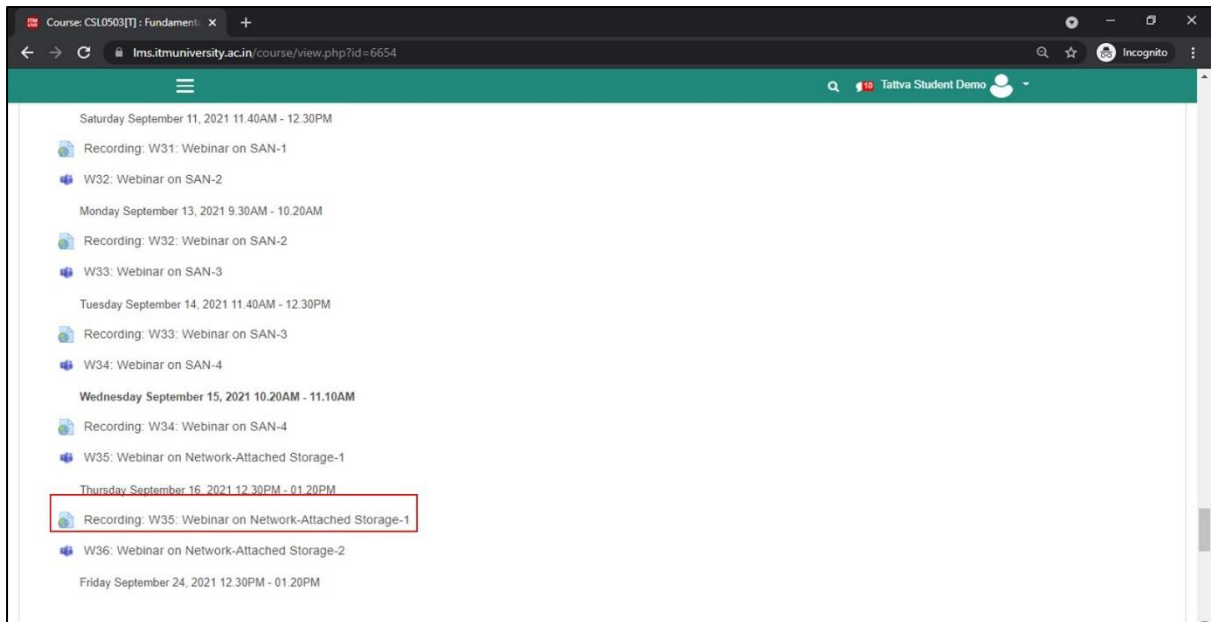 Course: CSL0503[T] : Fundament
lms.itmuniversity.ac.in/course/view.php?id=6654
Incognito
10 Tattva Student Demo
Saturday September 11, 2021 11.40AM - 12.30PM
Recording: W31: Webinar on SAN-1
W32: Webinar on SAN-2
Monday September 13, 2021 9.30AM - 10.20AM
Recording: W32: Webinar on SAN-2
W33: Webinar on SAN-3
Tuesday September 14, 2021 11.40AM - 12.30PM
Recording: W33: Webinar on SAN-3
W34: Webinar on SAN-4
Wednesday September 15, 2021 10.20AM - 11.10AM
Recording: W34: Webinar on SAN-4
W35: Webinar on Network-Attached Storage-1
Thursday September 16, 2021 12.30PM - 01.20PM
Recording: W35: Webinar on Network-Attached Storage-1
W36: Webinar on Network-Attached Storage-2
Friday September 24, 2021 12.30PM - 01.20PM